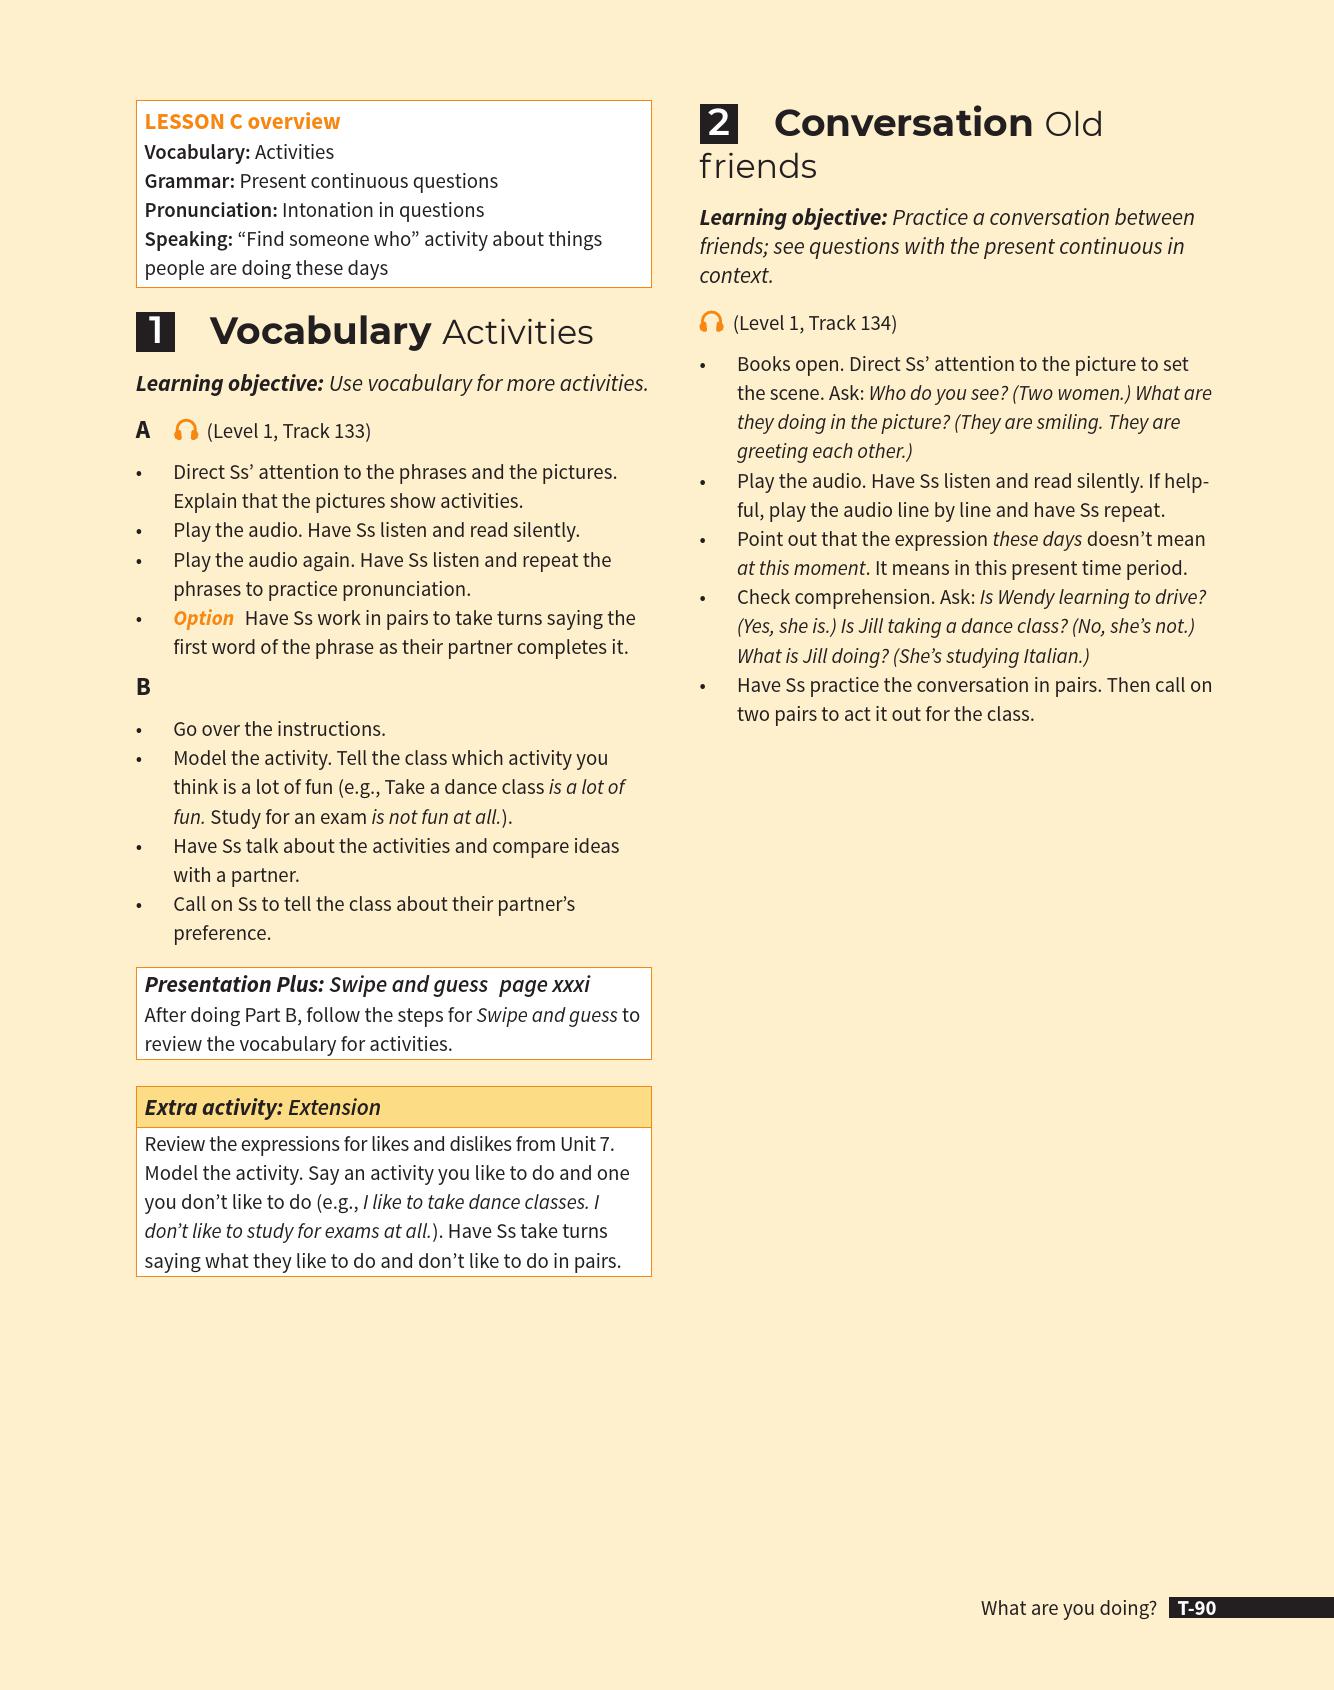 LESSON C overview
Vocabulary: Activities
Grammar: Present continuous questions
Pronunciation: Intonation in questions
Speaking: “Find someone who” activity about things
people are doing these days
1 Vocabulary Activities
Learning objective: Use vocabulary for more activities.
A (Level 1, Track 133)
• Direct Ss’ attention to the phrases and the pictures.
Explain that the pictures show activities.
• Play the audio. Have Ss listen and read silently.
• Play the audio again. Have Ss listen and repeat the
phrases to practice pronunciation.
• Option Have Ss work in pairs to take turns saying the
first word of the phrase as their partner completes it.
B
• Go over the instructions.
• Model the activity. Tell the class which activity you
think is a lot of fun (e.g., Take a dance class is a lot of
fun. Study for an exam is not fun at all.).
• Have Ss talk about the activities and compare ideas
with a partner.
• Call on Ss to tell the class about their partner’s
preference.
Presentation Plus: Swipe and guess page xxxi
After doing Part B, follow the steps for Swipe and guess to
review the vocabulary for activities.
Extra activity: Extension
Review the expressions for likes and dislikes from Unit 7.
Model the activity. Say an activity you like to do and one
you don’t like to do (e.g., I like to take dance classes. I
don’t like to study for exams at all.). Have Ss take turns
saying what they like to do and don’t like to do in pairs.
2 Conversation Old
friends
Learning objective: Practice a conversation between
friends; see questions with the present continuous in
context.
(Level 1, Track 134)
• Books open. Direct Ss’ attention to the picture to set
the scene. Ask: Who do you see? (Two women.) What are
they doing in the picture? (They are smiling. They are
greeting each other.)
• Play the audio. Have Ss listen and read silently. If help-
ful, play the audio line by line and have Ss repeat.
• Point out that the expression these days doesn’t mean
at this moment. It means in this present time period.
• Check comprehension. Ask: Is Wendy learning to drive?
(Yes, she is.) Is Jill taking a dance class? (No, she’s not.)
What is Jill doing? (She’s studying Italian.)
• Have Ss practice the conversation in pairs. Then call on
two pairs to act it out for the class.
What are you doing? T-90